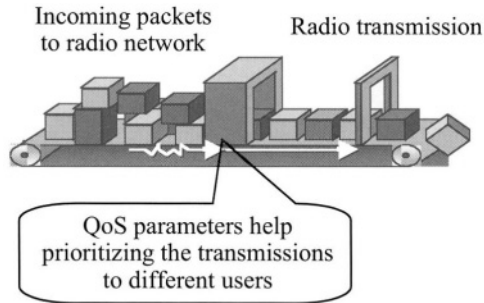 Incoming packets
to radio network
Radio transmission
QoS parameters help
prioritizing the transmissions
to different users